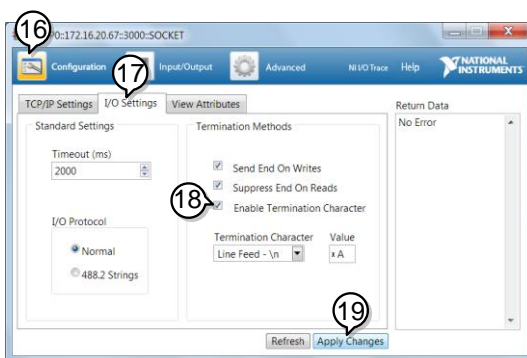 16
0::172.16.20.67::3000::SOCKET
Configuration
Input/Output
Advanced
NI I/O Trace
Help
NATIONAL INSTRUMENTS
17
TCP/IP Settings
I/O Settings
View Attributes
Return Data
Standard Settings
Termination Methods
No Error
Timeout (ms)
2000
Send End On Writes
Suppress End On Reads
18
Enable Termination Character
I/O Protocol
Normal
488.2 Strings
Termination Character
Value
Line Feed - \n
x A
19
Refresh
Apply Changes